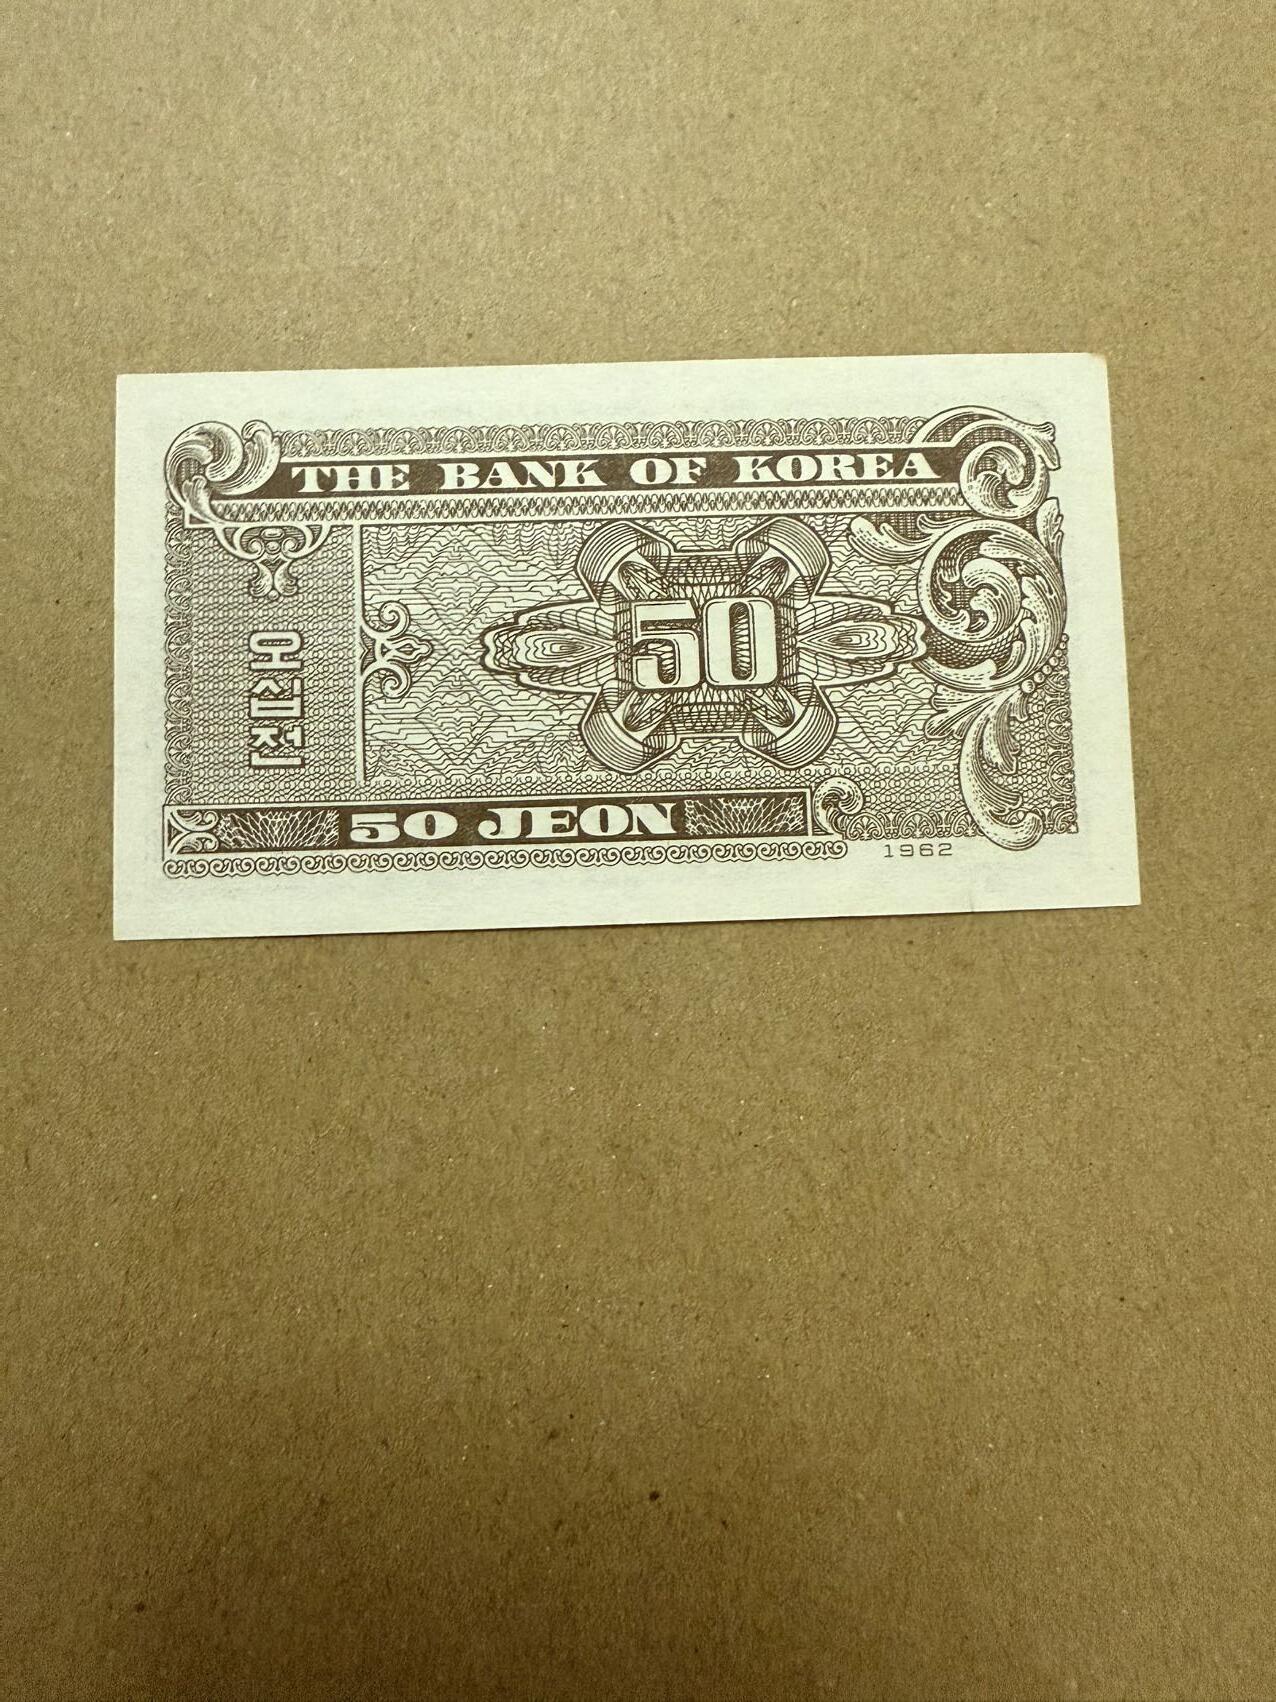 THE BANK OF KOREA
오십전
50
50 JEON
1962